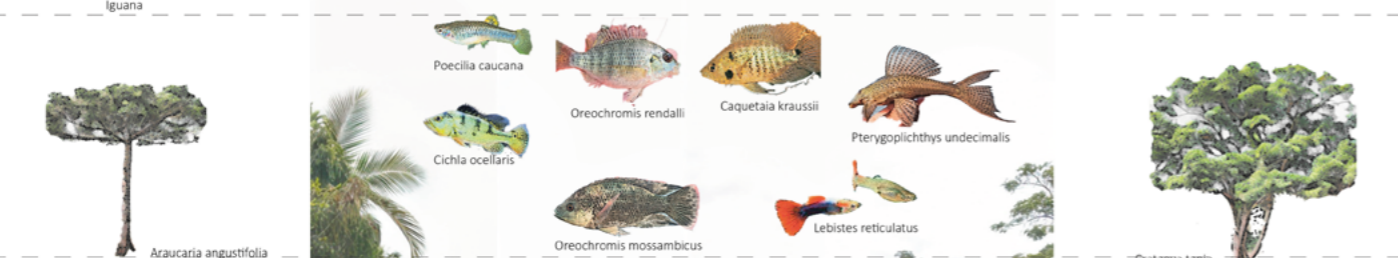 Iguana
Poecilia caucana
Oreochromis rendalli
Caquetaia kraussii
Pterygoplichthys undecimalis
Cichla ocellaris
Lebistes reticulatus
Oreochromis mossambicus
Araucaria angustifolia